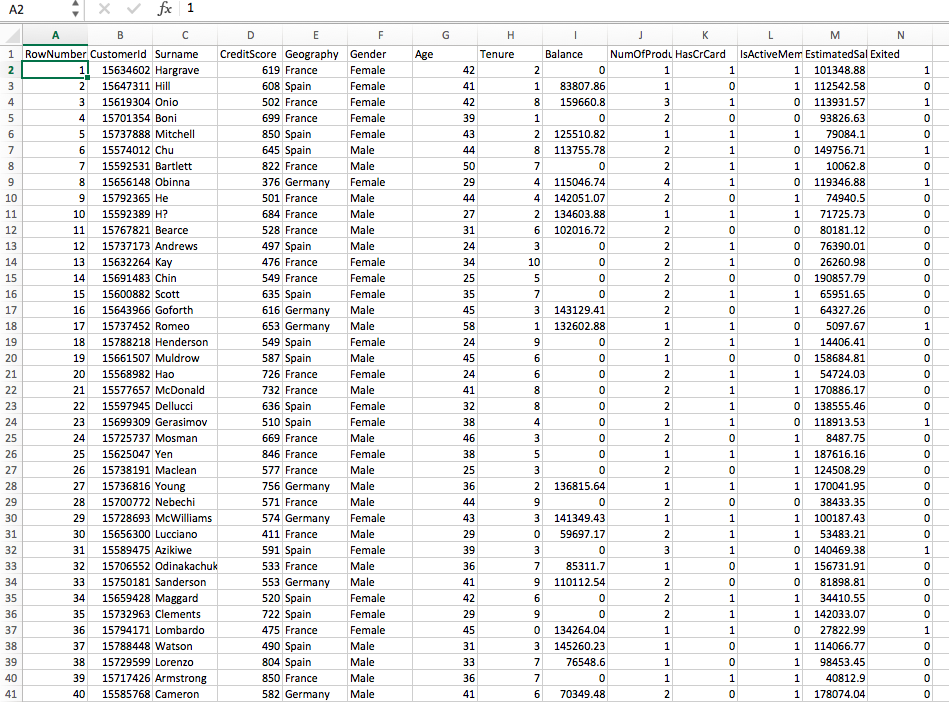 A2 fx 1
A B C D E F G H I J K L M N
1 RowNumber CustomerId Surname CreditScore Geography Gender Age Tenure Balance NumOfProdu HasCrCard IsActiveMem EstimatedSal Exited
2 1 15634602 Hargrave 619 France Female 42 2 0 1 1 1 101348.88 1
3 2 15647311 Hill 608 Spain Female 41 1 83807.86 1 0 1 112542.58 0
4 3 15619304 Onio 502 France Female 42 8 159660.8 3 1 0 113931.57 1
5 4 15701354 Boni 699 France Female 39 1 0 2 0 0 93826.63 0
6 5 15737888 Mitchell 850 Spain Female 43 2 125510.82 1 1 1 79084.1 0
7 6 15574012 Chu 645 Spain Male 44 8 113755.78 2 1 0 149756.71 1
8 7 15592531 Bartlett 822 France Male 50 7 0 2 1 1 10062.8 0
9 8 15656148 Obinna 376 Germany Female 29 4 115046.74 4 1 0 119346.88 1
10 9 15792365 He 501 France Male 44 4 142051.07 2 0 1 74940.5 0
11 10 15592389 H? 684 France Male 27 2 134603.88 1 1 1 71725.73 0
12 11 15767821 Bearce 528 France Male 31 6 102016.72 2 0 0 80181.12 0
13 12 15737173 Andrews 497 Spain Male 24 3 0 2 1 0 76390.01 0
14 13 15632264 Kay 476 France Female 34 10 0 2 1 0 26260.98 0
15 14 15691483 Chin 549 France Female 25 5 0 2 0 0 190857.79 0
16 15 15600882 Scott 635 Spain Female 35 7 0 2 1 1 65951.65 0
17 16 15643966 Goforth 616 Germany Male 45 3 143129.41 2 0 1 64327.26 0
18 17 15737452 Romeo 653 Germany Male 58 1 132602.88 1 1 0 5097.67 1
19 18 15788218 Henderson 549 Spain Female 24 9 0 2 1 1 14406.41 0
20 19 15661507 Muldrow 587 Spain Male 45 6 0 1 0 0 158684.81 0
21 20 15568982 Hao 726 France Female 24 6 0 2 1 1 54724.03 0
22 21 15577657 McDonald 732 France Male 41 8 0 2 1 1 170886.17 0
23 22 15597945 Dellucci 636 Spain Female 32 8 0 2 1 0 138555.46 0
24 23 15699309 Gerasimov 510 Spain Female 38 4 0 1 1 0 118913.53 1
25 24 15725737 Mosman 669 France Male 46 3 0 2 0 1 8487.75 0
26 25 15625047 Yen 846 France Female 38 5 0 1 1 1 187616.16 0
27 26 15738191 Maclean 577 France Male 25 3 0 2 0 1 124508.29 0
28 27 15736816 Young 756 Germany Male 36 2 136815.64 1 1 1 170041.95 0
29 28 15700772 Nebechi 571 France Male 44 9 0 2 0 0 38433.35 0
30 29 15728693 McWilliams 574 Germany Female 43 3 141349.43 1 1 1 100187.43 0
31 30 15656300 Lucciano 411 France Male 29 0 59697.17 2 1 1 53483.21 0
32 31 15589475 Azikiwe 591 Spain Female 39 3 0 3 1 0 140469.38 1
33 32 15706552 Odinakachuk 533 France Male 36 7 85311.7 1 0 1 156731.91 0
34 33 15750181 Sanderson 553 Germany Male 41 9 110112.54 2 0 0 81898.81 0
35 34 15659428 Maggard 520 Spain Female 42 6 0 2 1 1 34410.55 0
36 35 15732963 Clements 722 Spain Female 29 9 0 2 1 1 142033.07 0
37 36 15794171 Lombardo 475 France Female 45 0 134264.04 1 1 0 27822.99 1
38 37 15788448 Watson 490 Spain Male 31 3 145260.23 1 0 1 114066.77 0
39 38 15729599 Lorenzo 804 Spain Male 33 7 76548.6 1 0 1 98453.45 0
40 39 15717426 Armstrong 850 France Male 36 7 0 1 1 1 40812.9 0
41 40 15585768 Cameron 582 Germany Male 41 6 70349.48 2 0 1 178074.04 0